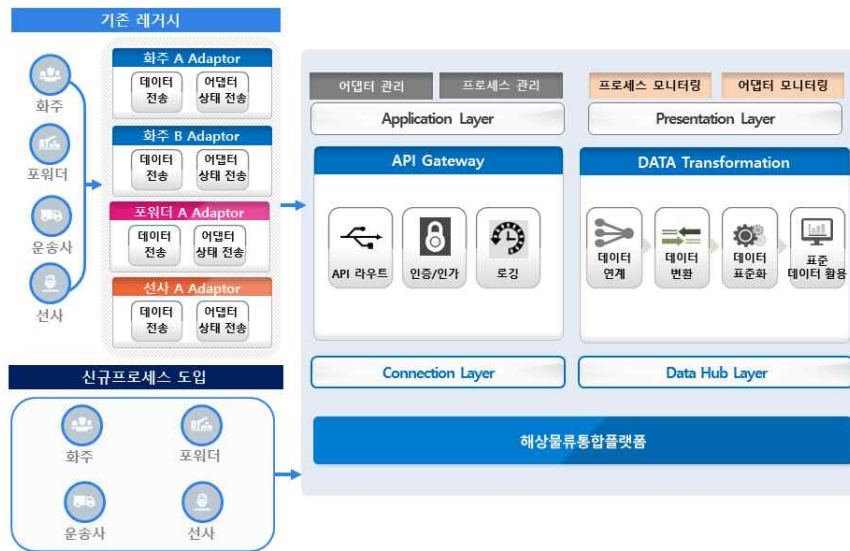 기존 레거시
화주
포워더
운송사
선사
화주 A Adaptor
데이터
전송
어댑터
상태 전송
화주 B Adaptor
데이터
전송
어댑터
상태 전송
포워더 A Adaptor
데이터
전송
어댑터
상태 전송
선사 A Adaptor
데이터
전송
어댑터
상태 전송
신규프로세스 도입
화주
포워더
운송사
선사
어댑터 관리
프로세스 관리
Application Layer
API Gateway
API 라우트
인증/인가
로깅
Connection Layer
프로세스 모니터링
어댑터 모니터링
Presentation Layer
DATA Transformation
데이터
연계
데이터
변환
데이터
표준화
표준
데이터 활용
Data Hub Layer
해상물류통합플랫폼